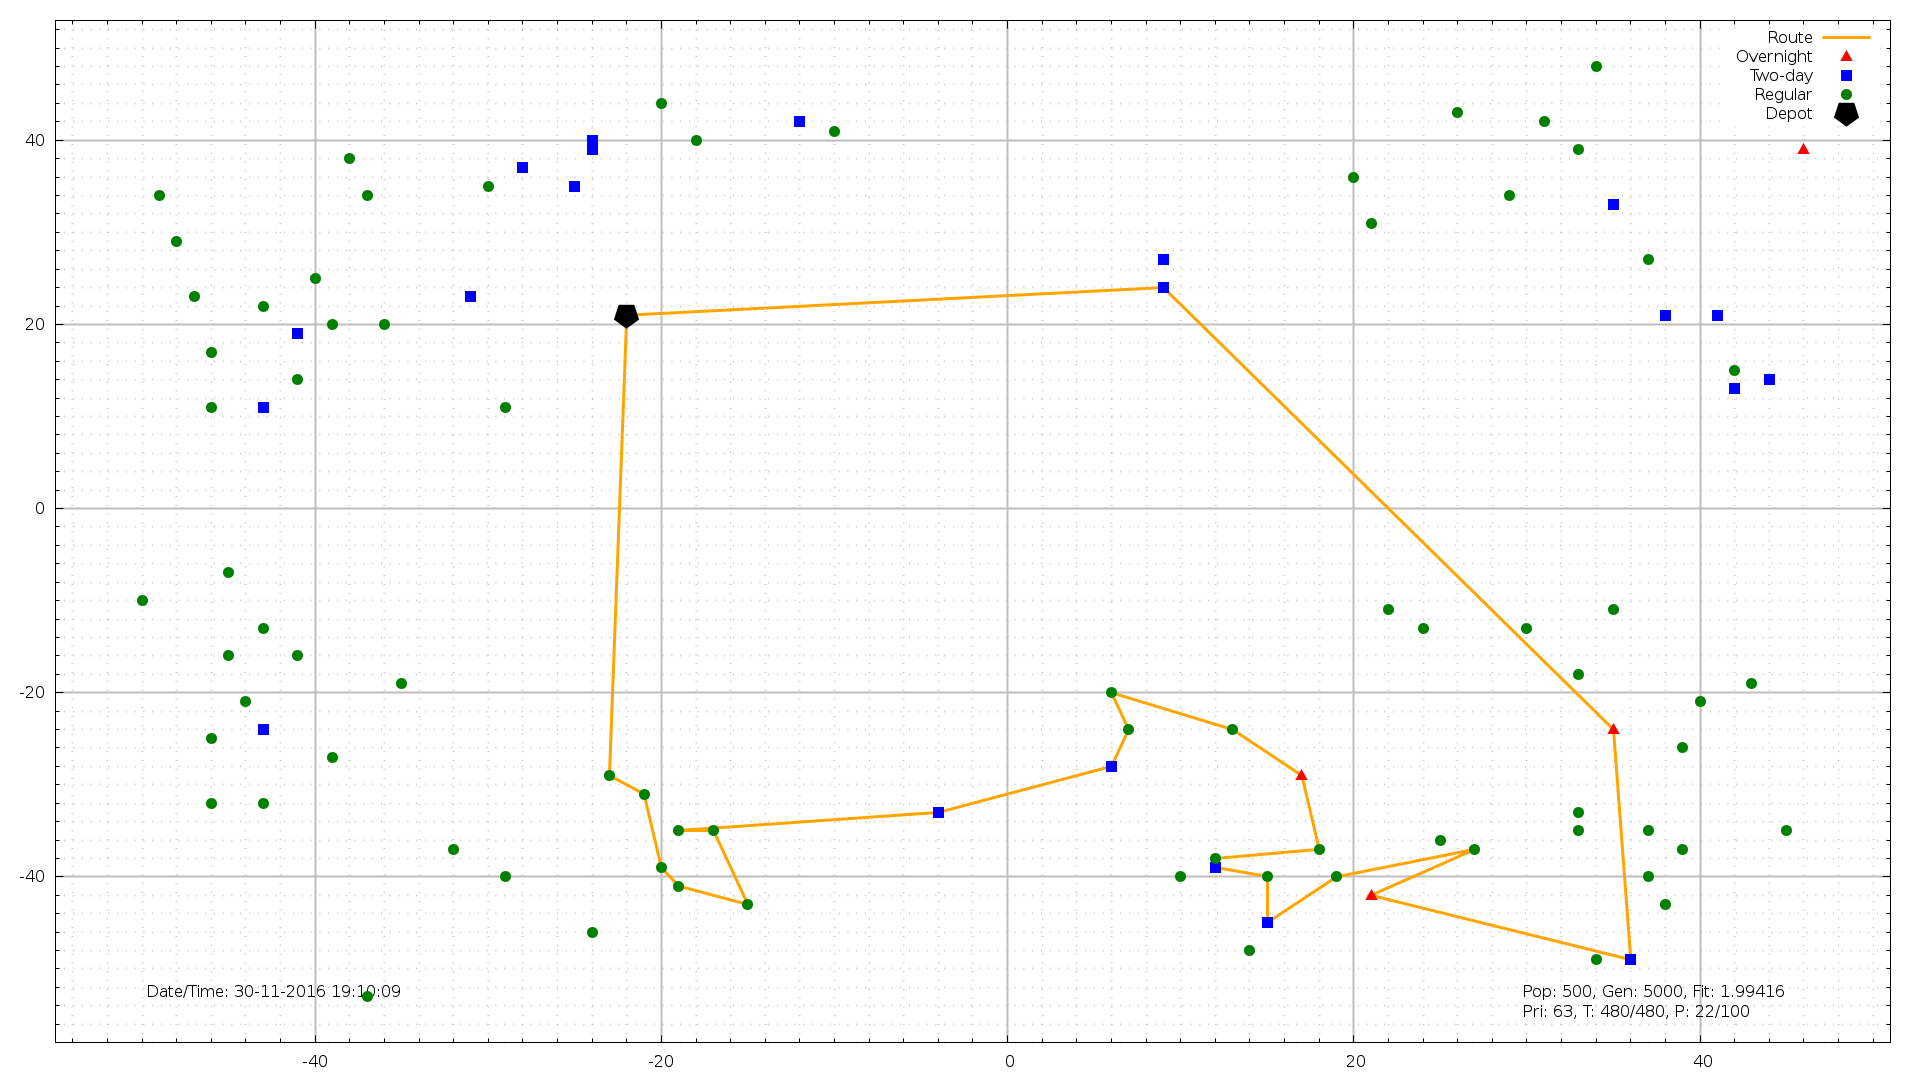 Route
Overnight
Two-day
Regular
Depot
40
20
0
-20
-40
Date/Time: 30-11-2016 19:10:09
Pop: 500, Gen: 5000, Fit: 1.99416
Pri: 63, T: 480/480, P: 22/100
-40
-20
0
20
40